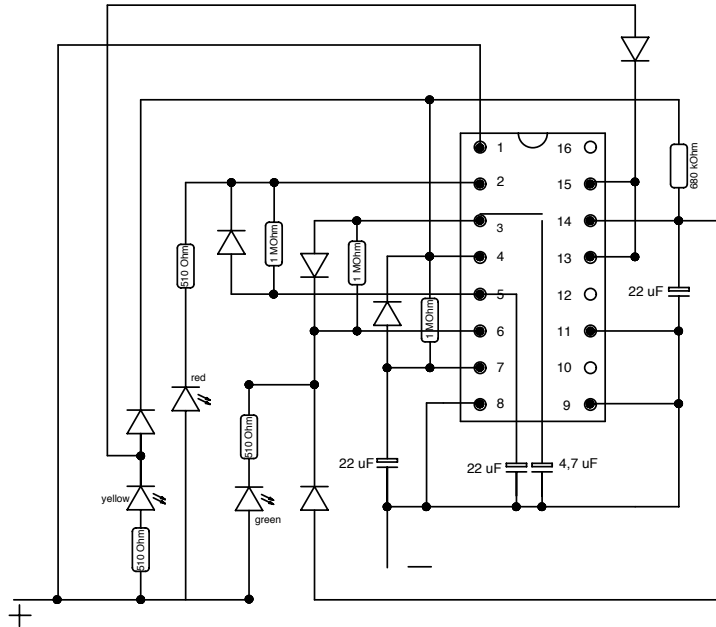 1 16
2 15
3 14
4 13
5 12
6 11
7 10
8 9
680 kOhm
510 Ohm
1 MOhm
1 MOhm
1 MOhm
22 uF
red
510 Ohm
22 uF
22 uF
4,7 uF
yellow
green
510 Ohm
+
—